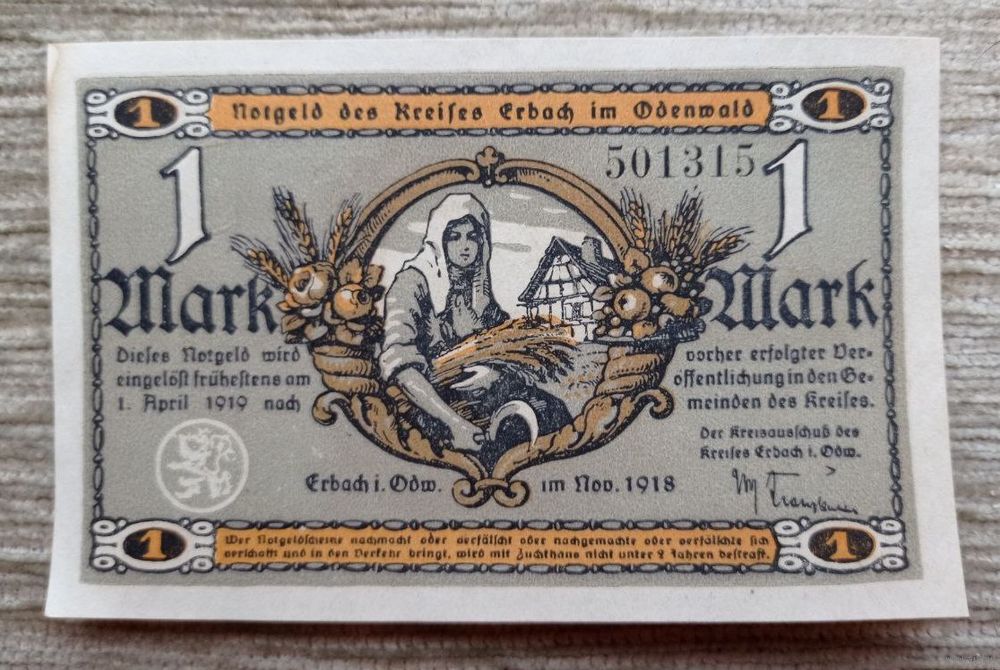 1 Notgeld des Kreises Erbach im Odenwald 1
501315
1 1
Mark Mark
Dieses Notgeld wird
eingelöst frühestens am
1. April 1919 nach
vorher erfolgter Ver-
öffentlichung in den Ge-
meinden des Kreises.
Der Kreisausschuß des
Kreises Erbach i. Odw.
Erbach i. Odw. im Nov. 1918
1 Wer Notgeldscheine nachmacht oder verfälscht oder nachgemachte oder verfälschte sich 1
verschafft und in den Verkehr bringt, wird mit Zuchthaus nicht unter 2 Jahren bestraft.